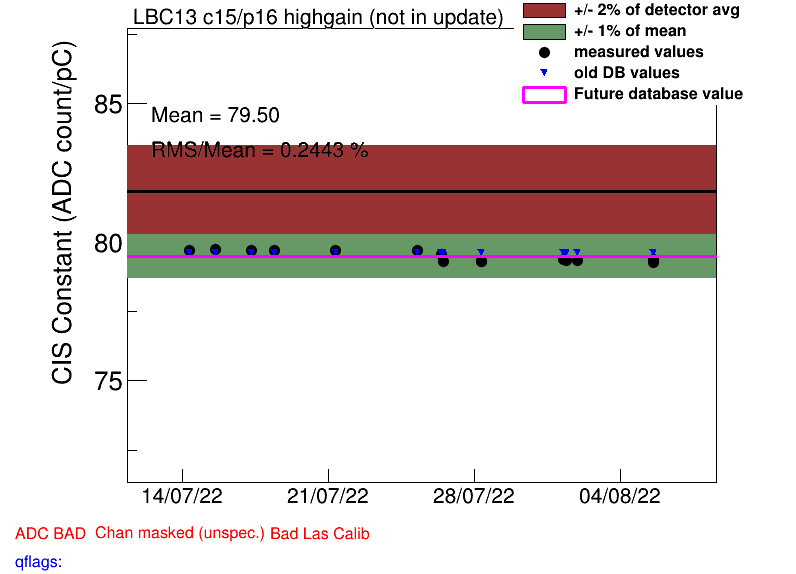 LBC13 c15/p16 highgain (not in update)
+/- 2% of detector avg
+/- 1% of mean
measured values
old DB values
Future database value
Mean = 79.50
RMS/Mean = 0.2443 %
CIS Constant (ADC count/pC)
85
80
75
14/07/22 21/07/22 28/07/22 04/08/22
ADC BAD Chan masked (unspec.) Bad Las Calib
qflags: